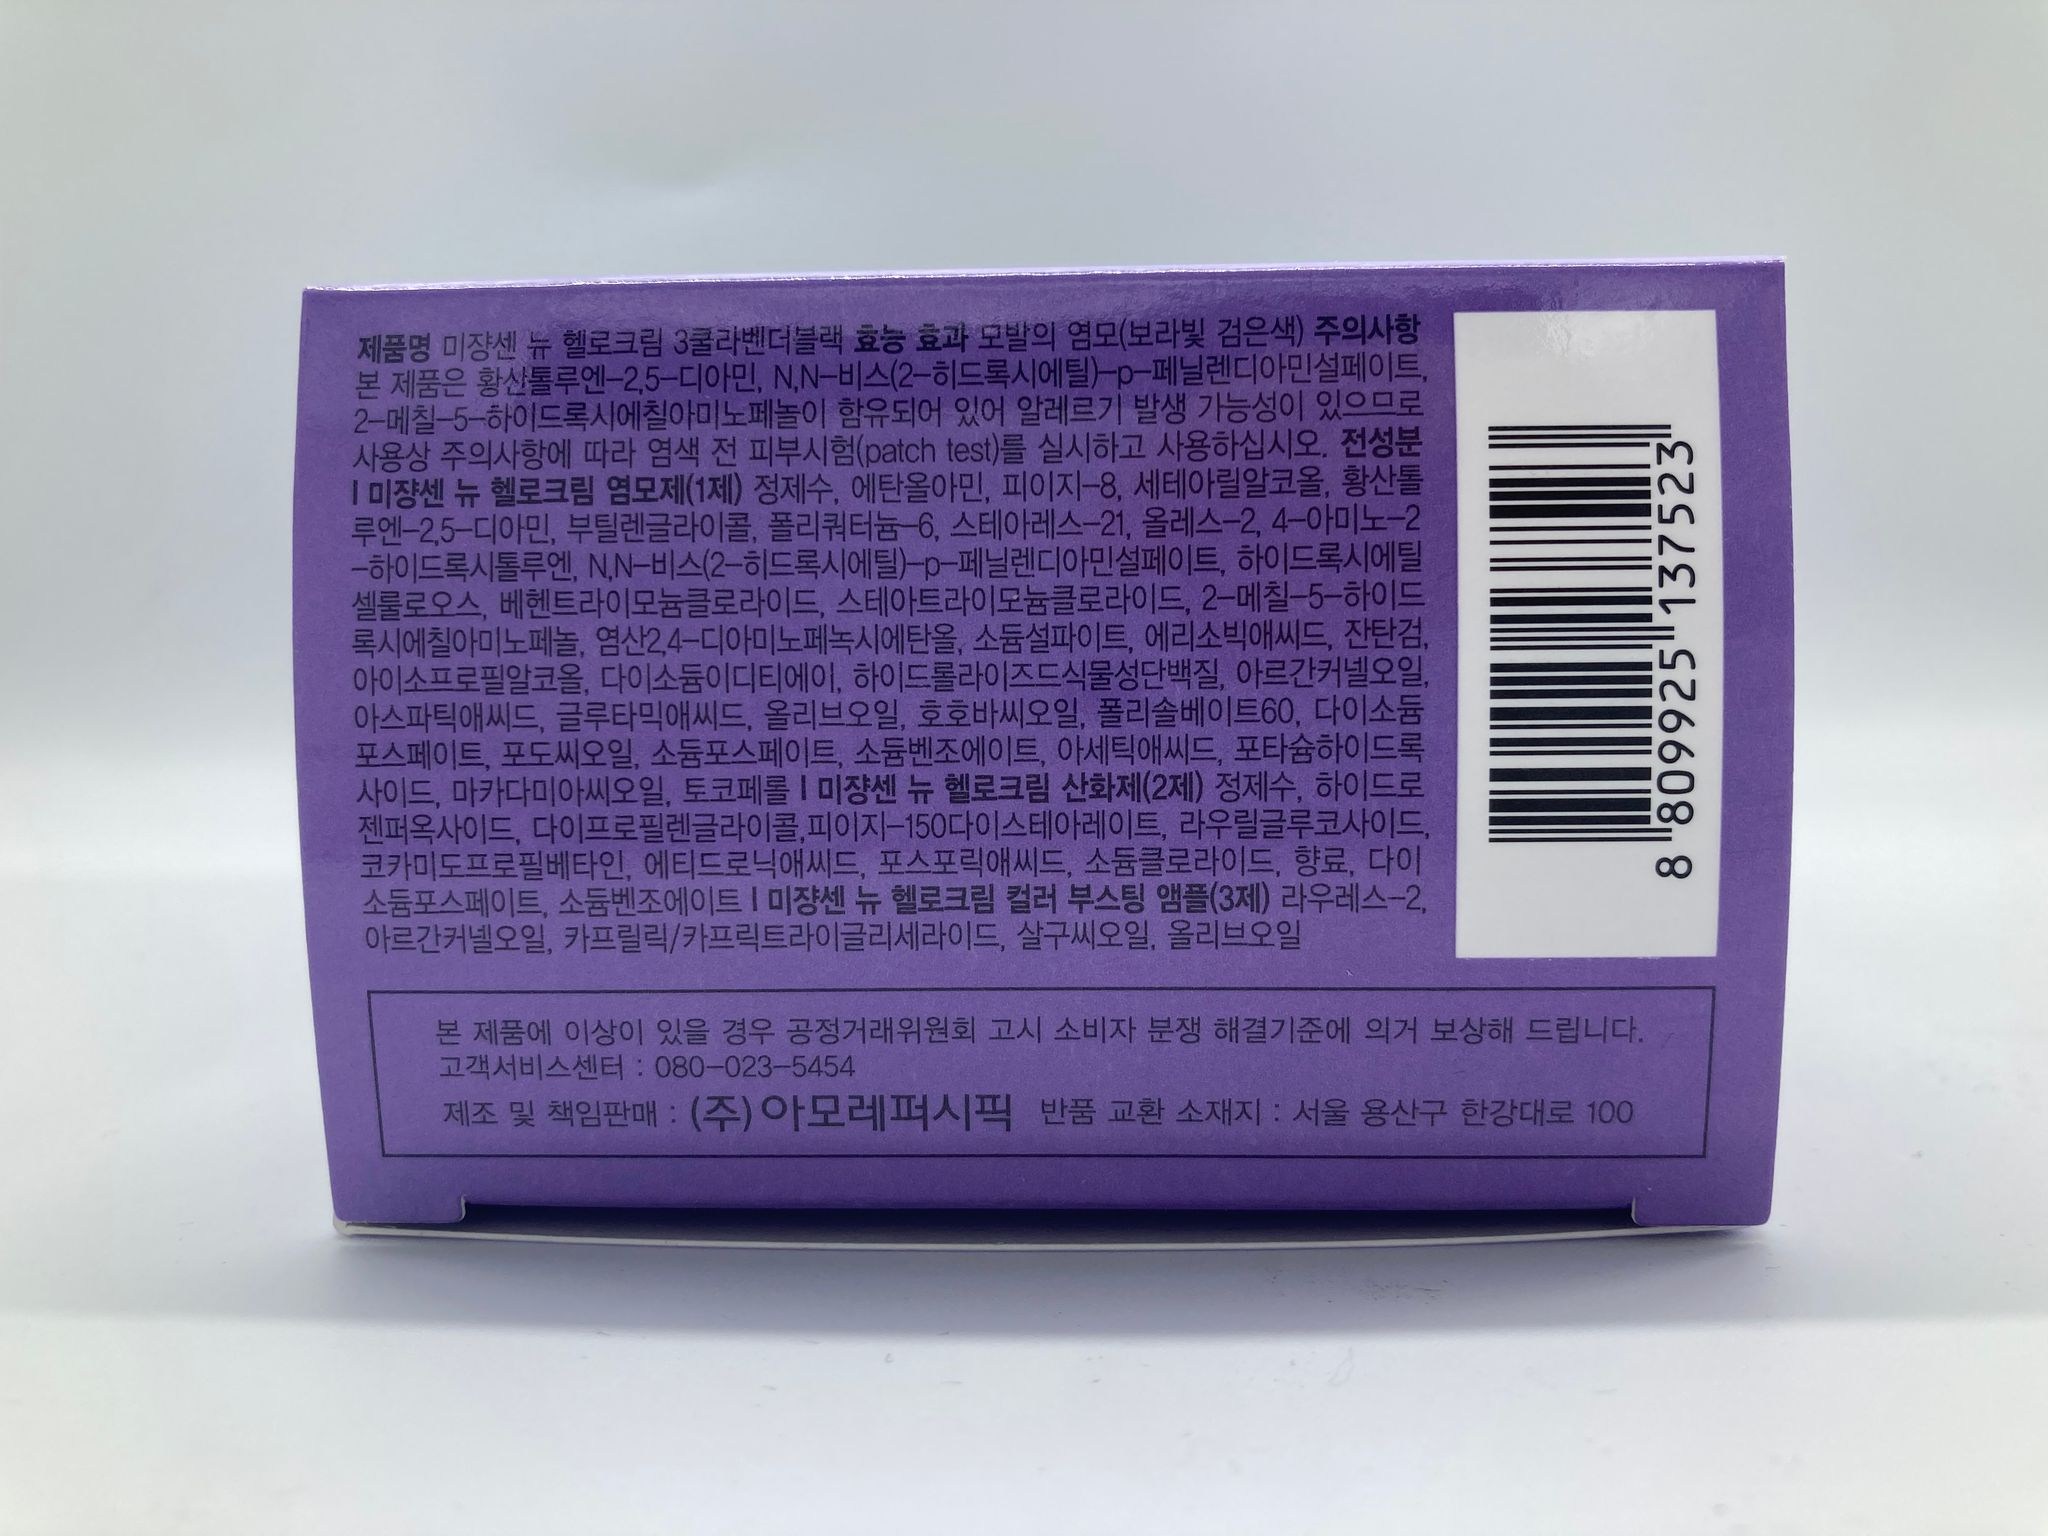 제품명 미쟝센 뉴 헬로크림 3쿨라벤더블랙 효능 효과 모발의 염모(보라빛 검은색) 주의사항
본 제품은 황산톨루엔-2,5-디아민, N,N-비스(2-히드록시에틸)-p-페닐렌디아민설페이트,
2-메칠-5-하이드록시에칠아미노페놀이 함유되어 있어 알레르기 발생 가능성이 있으므로
사용상 주의사항에 따라 염색 전 피부시험(patch test)를 실시하고 사용하십시오. 전성분
I 미쟝센 뉴 헬로크림 염모제(1제) 정제수, 에탄올아민, 피이지-8, 세테아릴알코올, 황산톨
루엔-2,5-디아민, 부틸렌글라이콜, 폴리쿼터늄-6, 스테아레스-21, 올레스-2, 4-아미노-2
-하이드록시톨루엔, N,N-비스(2-히드록시에틸)-p-페닐렌디아민설페이트, 하이드록시에틸
셀룰로오스, 베헨트라이모늄클로라이드, 스테아트라이모늄클로라이드, 2-메칠-5-하이드
록시에칠아미노페놀, 염산2,4-디아미노페녹시에탄올, 소듐설파이트, 에리소빅애씨드, 잔탄검,
아이소프로필알코올, 다이소듐이디티에이, 하이드롤라이즈드식물성단백질, 아르간커넬오일,
아스파틱애씨드, 글루타믹애씨드, 올리브오일, 호호바씨오일, 폴리솔베이트60, 다이소듐
포스페이트, 포도씨오일, 소듐포스페이트, 소듐벤조에이트, 아세틱애씨드, 포타슘하이드록
사이드, 마카다미아씨오일, 토코페롤 I 미쟝센 뉴 헬로크림 산화제(2제) 정제수, 하이드로
젠퍼옥사이드, 다이프로필렌글라이콜,피이지-150다이스테아레이트, 라우릴글루코사이드,
코카미도프로필베타인, 에티드로닉애씨드, 포스포릭애씨드, 소듐클로라이드, 향료, 다이
소듐포스페이트, 소듐벤조에이트 I 미쟝센 뉴 헬로크림 컬러 부스팅 앰플(3제) 라우레스-2,
아르간커넬오일, 카프릴릭/카프릭트라이글리세라이드, 살구씨오일, 올리브오일
8 809925 137523
본 제품에 이상이 있을 경우 공정거래위원회 고시 소비자 분쟁 해결기준에 의거 보상해 드립니다.
고객서비스센터 : 080-023-5454
제조 및 책임판매 : (주)아모레퍼시픽 반품 교환 소재지 : 서울 용산구 한강대로 100